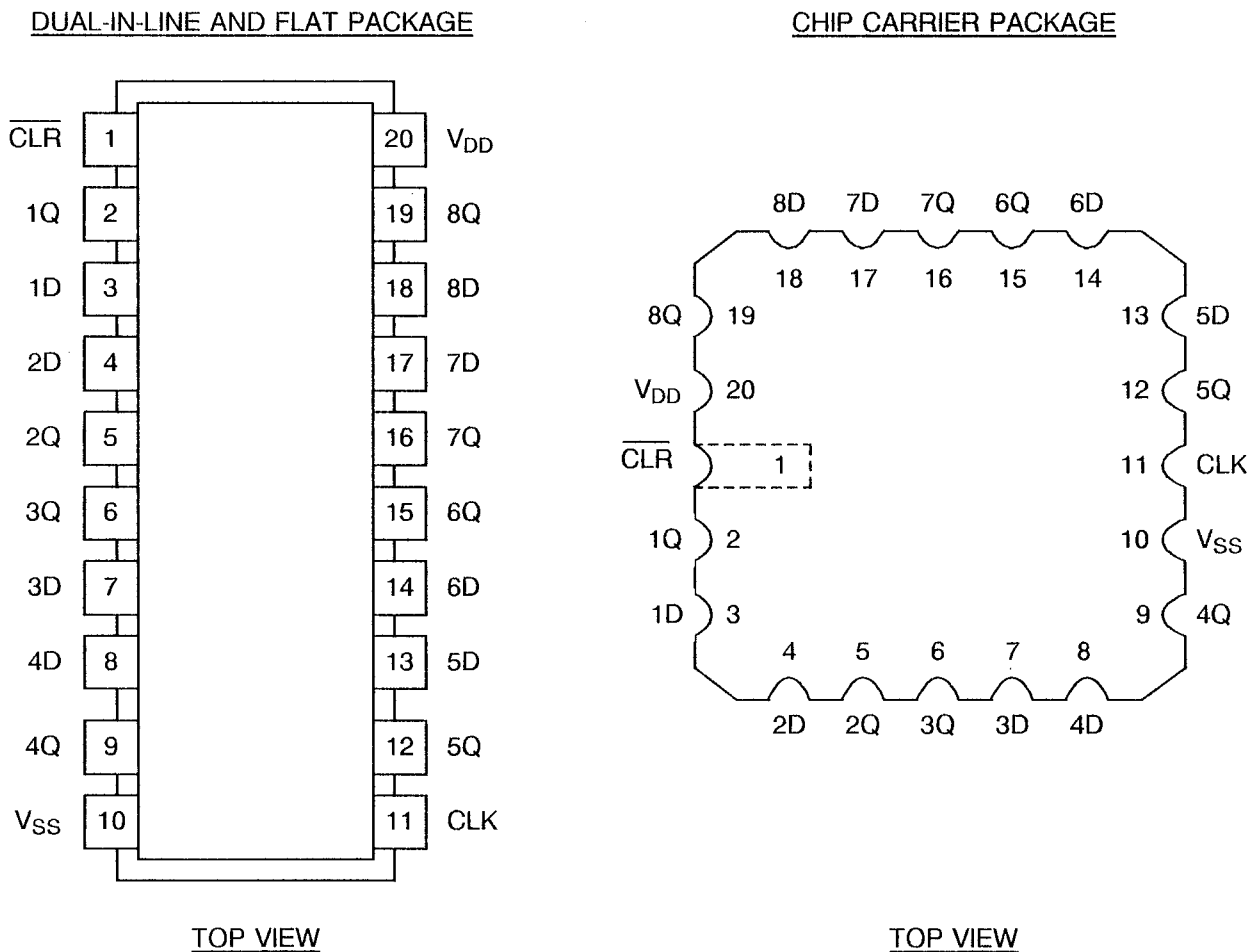 DUAL-IN-LINE AND FLAT PACKAGE
C̅L̅R̅ 1 20 VDD
1Q 2 19 8Q
1D 3 18 8D
2D 4 17 7D
2Q 5 16 7Q
3Q 6 15 6Q
3D 7 14 6D
4D 8 13 5D
4Q 9 12 5Q
VSS 10 11 CLK
TOP VIEW
CHIP CARRIER PACKAGE
8D 7D 7Q 6Q 6D
18 17 16 15 14
8Q 19 13 5D
VDD 20 12 5Q
C̅L̅R̅ 1 11 CLK
1Q 2 10 VSS
1D 3 9 4Q
4 5 6 7 8
2D 2Q 3Q 3D 4D
TOP VIEW